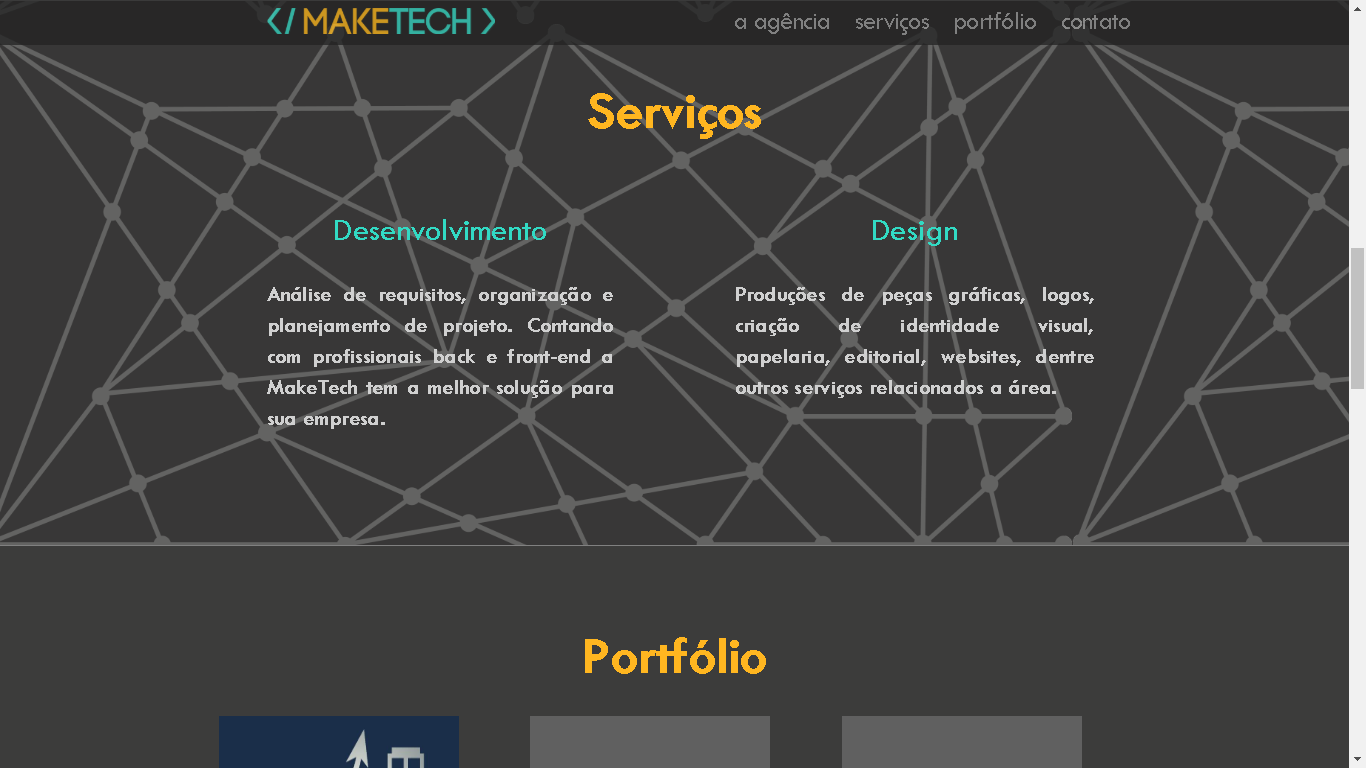 </ MAKETECH >
a agência serviços portfólio contato
Serviços
Desenvolvimento
Análise de requisitos, organização e
planejamento de projeto. Contando
com profissionais back e front-end a
MakeTech tem a melhor solução para
sua empresa.
Design
Produções de peças gráficas, logos,
criação de identidade visual,
papelaria, editorial, websites, dentre
outros serviços relacionados a área.
Portfólio